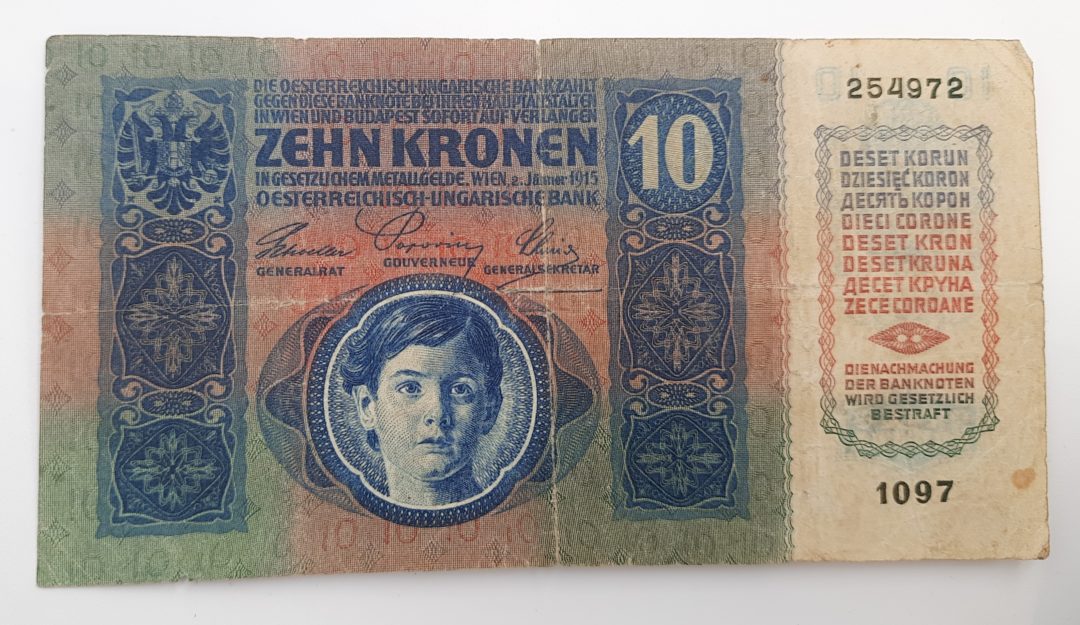 DIE OESTERREICHISCH-UNGARISCHE BANK ZAHLT
GEGEN DIESE BANKNOTE BEI IHREN HAUPTANSTALTEN
IN WIEN UND BUDAPEST SOFORT AUF VERLANGEN
ZEHN KRONEN
IN GESETZLICHEM METALLGELDE. WIEN, 2. Jänner 1915
OESTERREICHISCH-UNGARISCHE BANK
GENERALRAT
GOUVERNEUR
GENERALSEKRETÄR
10
254972
DESET KORUN
DZIESIĘĆ KORON
ДЕСЯТЬ КОРОН
DIECI CORONE
DESET KRON
DESET KRUNA
ДЕСЕТ КРУНА
ZECE COROANE
DIE NACHMACHUNG
DER BANKNOTEN
WIRD GESETZLICH
BESTRAFT
1097